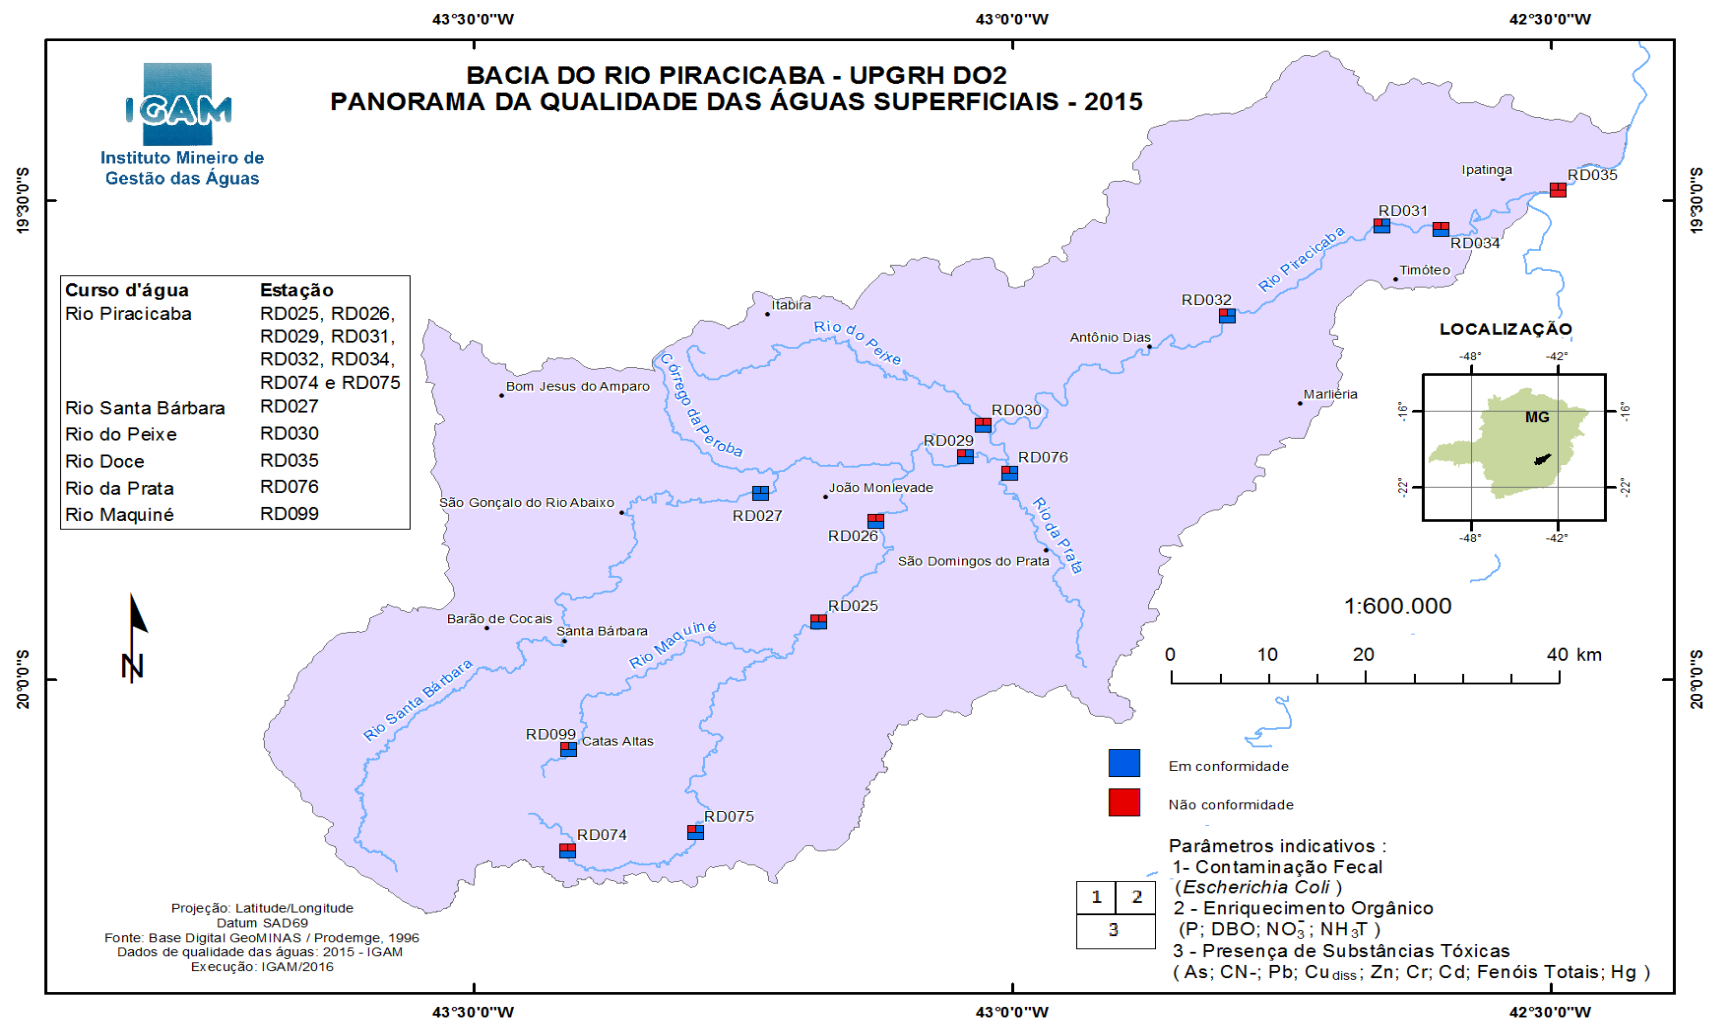 43°30'0"W 43°0'0"W 42°30'0"W
BACIA DO RIO PIRACICABA - UPGRH DO2
PANORAMA DA QUALIDADE DAS ÁGUAS SUPERFICIAIS - 2015
IGAM
Instituto Mineiro de
Gestão das Águas
19°30'0"S
19°30'0"S
Ipatinga
RD035
RD031
RD034
Rio Piracicaba
Timóteo
Curso d'água Estação
Rio Piracicaba RD025, RD026,
RD029, RD031,
RD032, RD034,
RD074 e RD075
Rio Santa Bárbara RD027
Rio do Peixe RD030
Rio Doce RD035
Rio da Prata RD076
Rio Maquiné RD099
Itabira
RD032
Rio do Peixe
Antônio Dias
Córrego da Peroba
Bom Jesus do Amparo
Marliéria
RD030
RD029
RD076
João Monlevade
São Gonçalo do Rio Abaixo
RD027
RD026
Rio da Prata
São Domingos do Prata
RD025
Barão de Cocais
Santa Bárbara
Rio Maquiné
Rio Santa Bárbara
RD099
Catas Altas
RD075
RD074
LOCALIZAÇÃO
-48° -42°
-16° -16°
MG
-22° -22°
-48° -42°
1:600.000
0 10 20 40 km
N
20°0'0"S
20°0'0"S
Em conformidade
Não conformidade
Parâmetros indicativos :
1- Contaminação Fecal
(Escherichia Coli )
1 2
2 - Enriquecimento Orgânico
3
(P; DBO; NO3-; NH3T )
3 - Presença de Substâncias Tóxicas
( As; CN-; Pb; Cudiss; Zn; Cr; Cd; Fenóis Totais; Hg )
Projeção: Latitude/Longitude
Datum SAD69
Fonte: Base Digital GeoMINAS / Prodemge, 1996
Dados de qualidade das águas: 2015 - IGAM
Execução: IGAM/2016
43°30'0"W 43°0'0"W 42°30'0"W